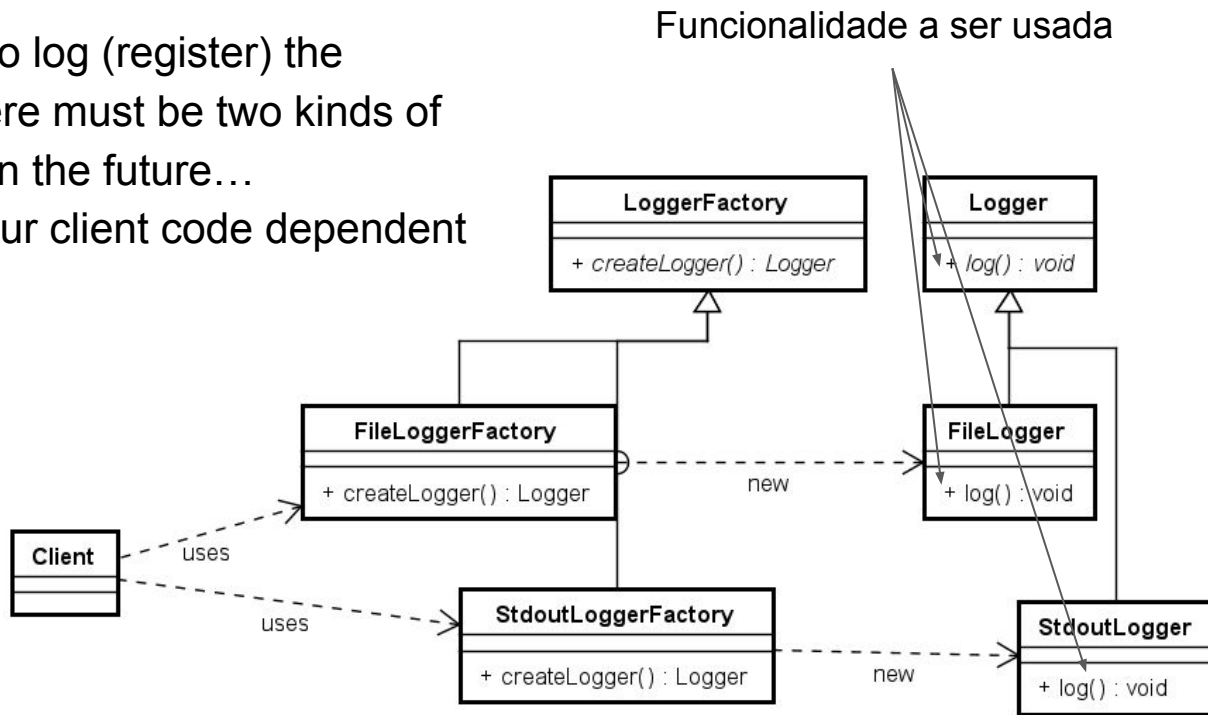 Funcionalidade a ser usada
o log (register) the
ere must be two kinds of
n the future…
ur client code dependent
LoggerFactory
+ createLogger() : Logger
Logger
+ log() : void
FileLoggerFactory
+ createLogger() : Logger
new
FileLogger
+ log() : void
Client
uses
uses
StdoutLoggerFactory
+ createLogger() : Logger
new
StdoutLogger
+ log() : void